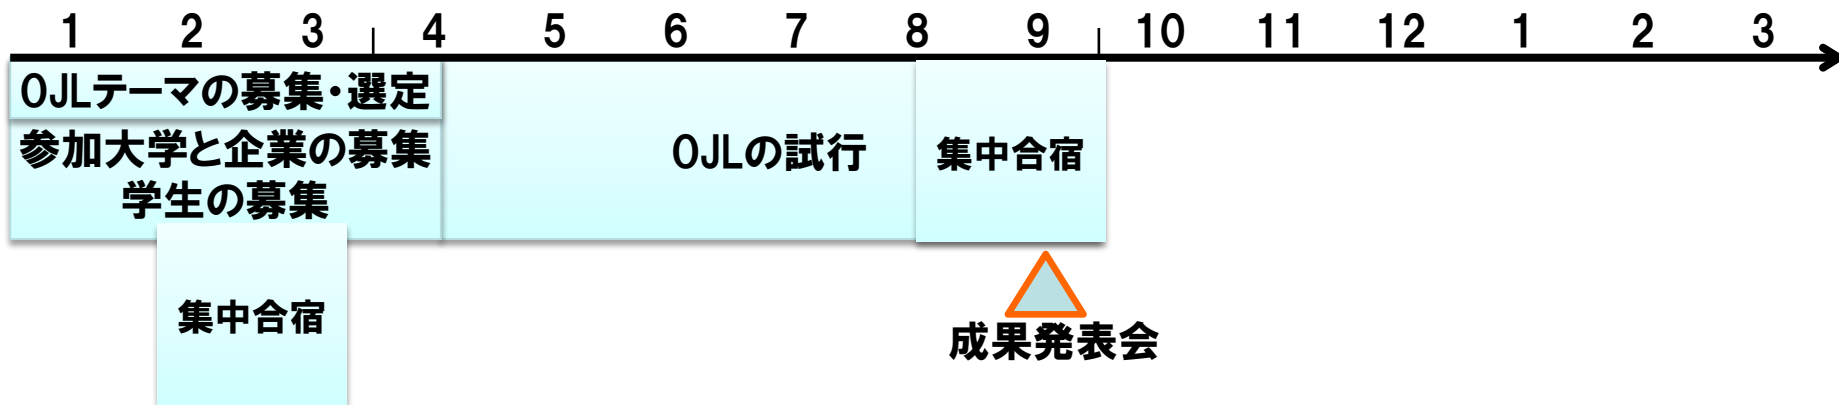 1 2 3 4 5 6 7 8 9 10 11 12 1 2 3
OJLテーマの募集・選定
参加大学と企業の募集
学生の募集
OJLの試行
集中合宿
集中合宿
成果発表会